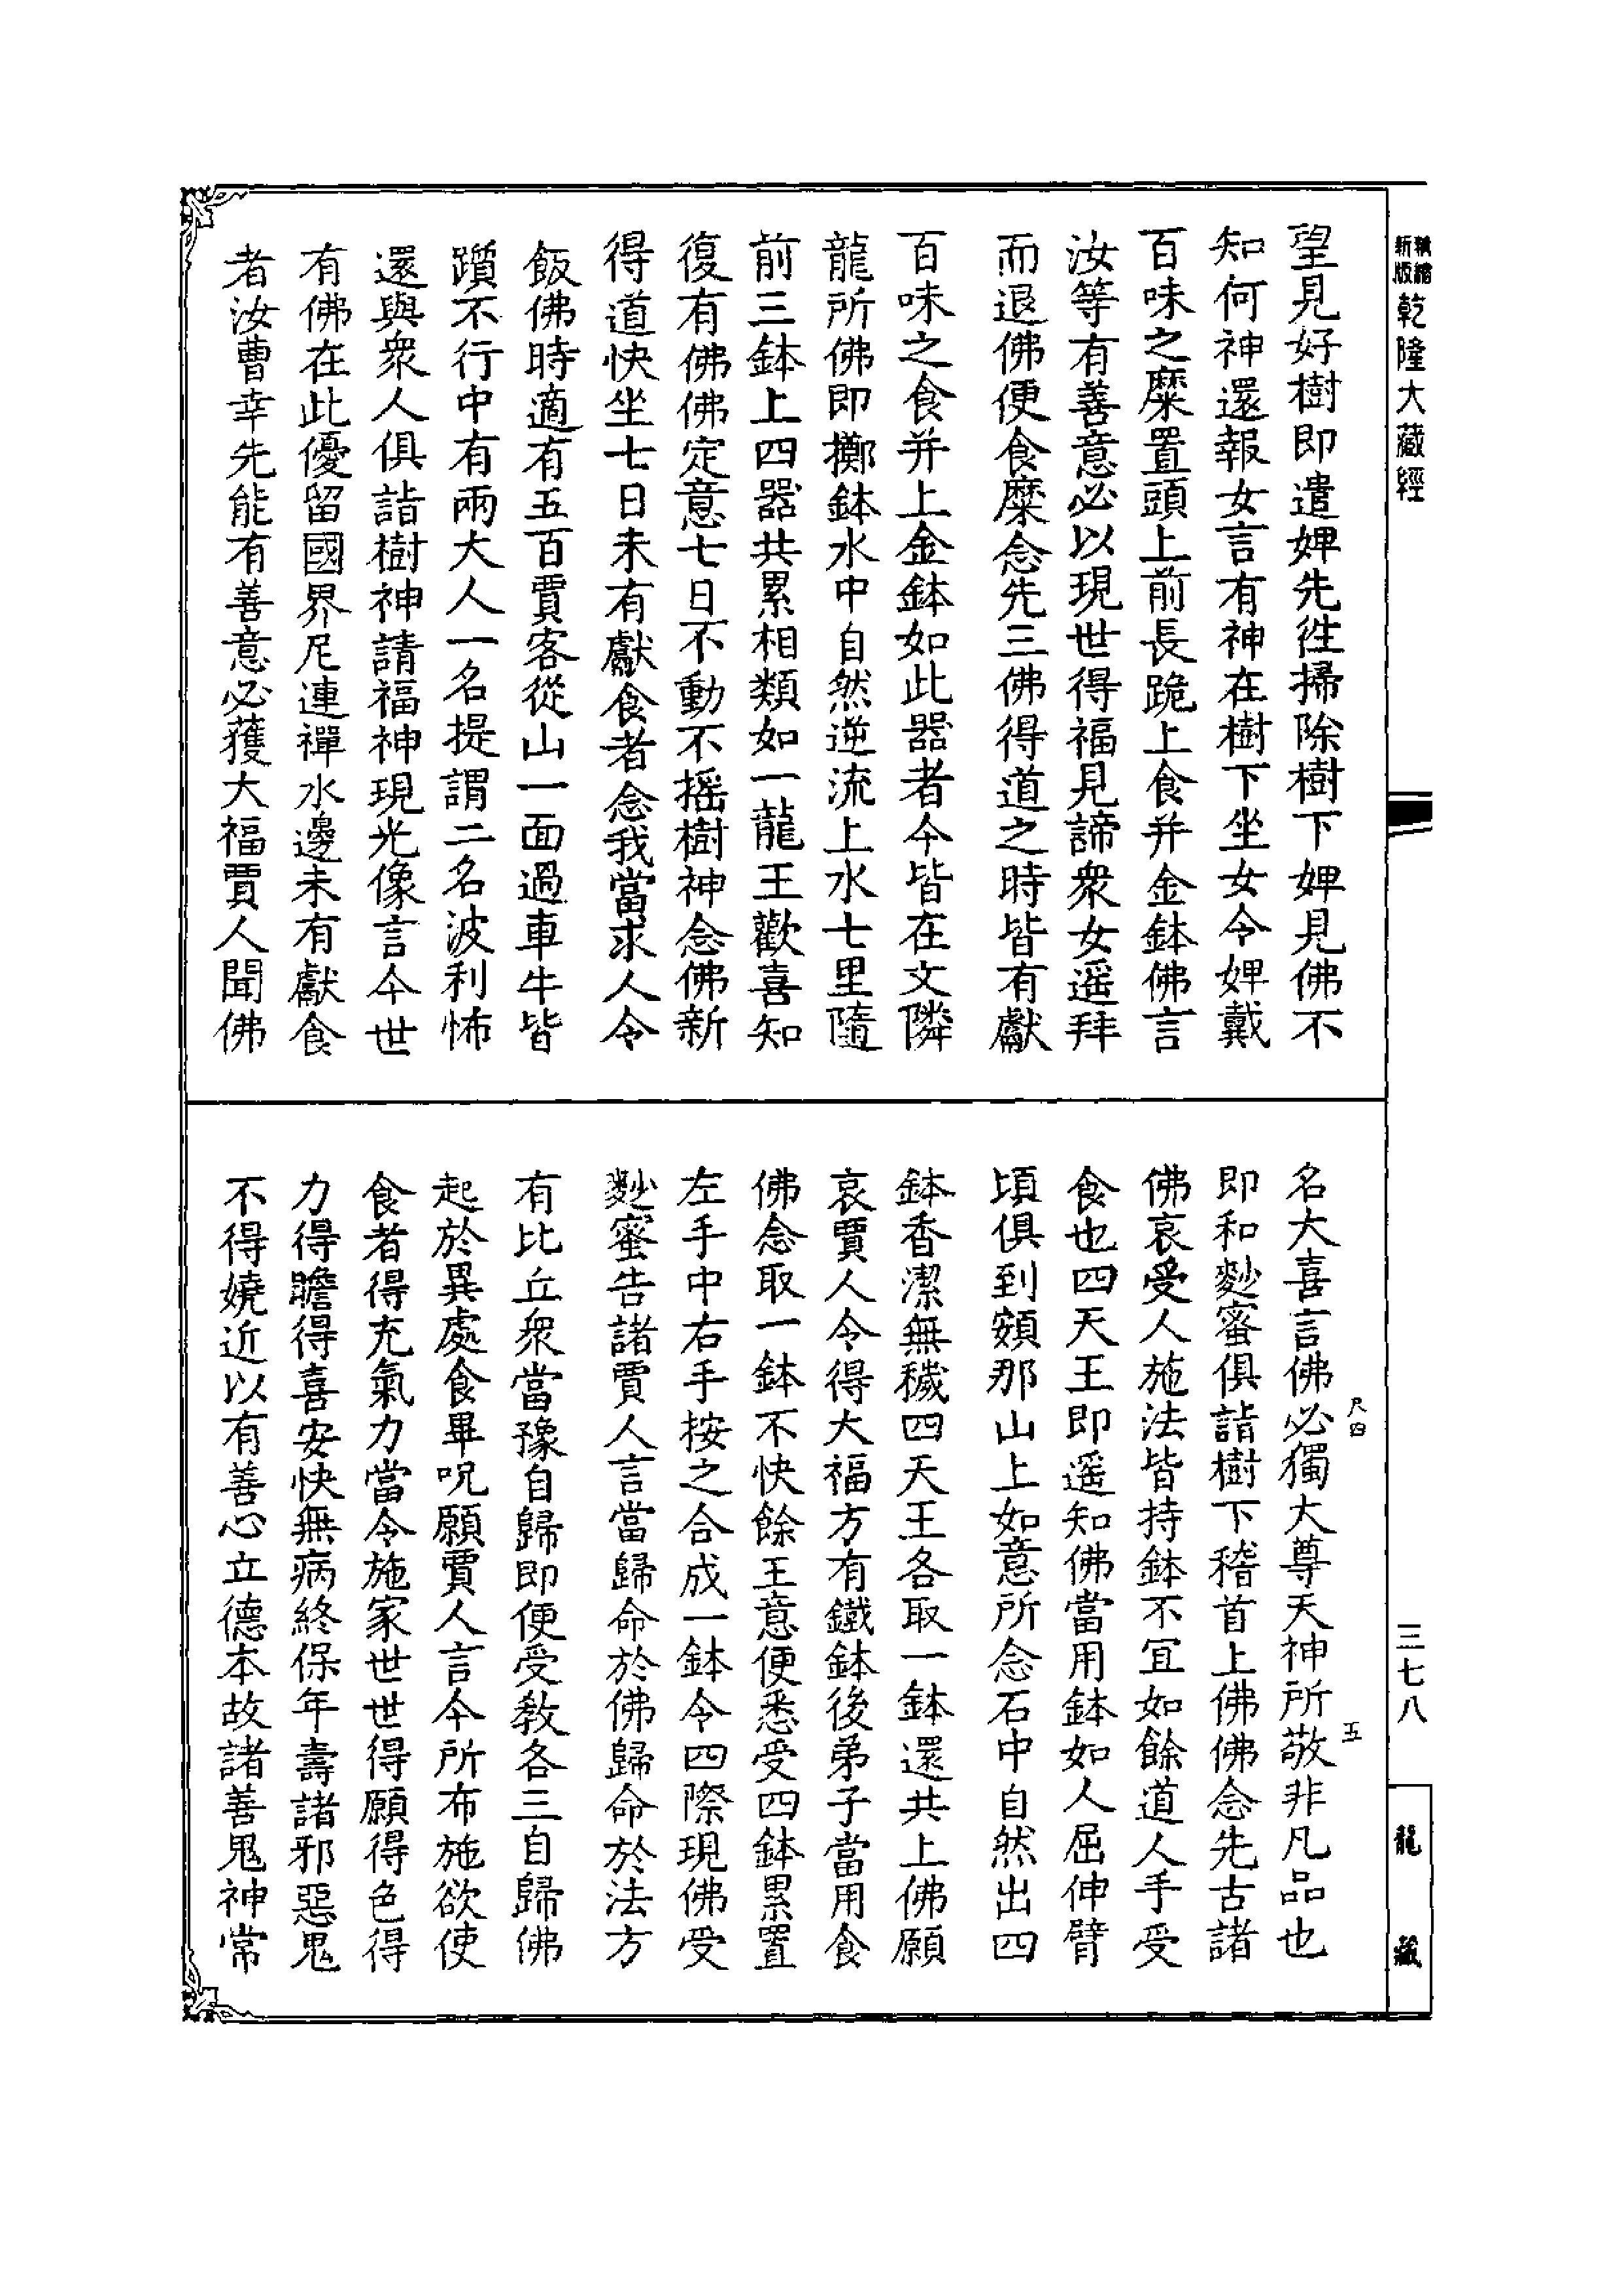 新版精縮乾隆大藏經
望見好樹即遣婢先往掃除樹下婢見佛不
知何神還報女言有神在樹下坐女令婢戴
百味之糜置頭上前長跪上食并金鉢佛言
汝等有善意必以現世得福見諦眾女遥拜
而退佛便食糜念先三佛得道之時皆有獻
百味之食并上金鉢如此器者今皆在文隣
龍所佛即擲鉢水中自然逆流上水七里隨
前三鉢上四器共累相類如一龍王歡喜知
復有佛佛定意七日不動不摇樹神念佛新
得道快坐七日未有獻食者念我當求人令
飯佛時適有五百賈客從山一面過車牛皆
躓不行中有兩大人一名提謂二名波利怖
還與眾人俱詣樹神請福神現光像言今世
有佛在此優留國界尼連禪水邊未有獻食
者汝曹幸先能有善意必獲大福賈人聞佛
名大喜言佛必獨大尊天神所敬非凡品也
即和麨蜜俱詣樹下稽首上佛佛念先古諸
佛哀受人施法皆持鉢不宜如餘道人手受
食也四天王即遥知佛當用鉢如人屈伸臂
頃俱到頞那山上如意所念石中自然出四
鉢香潔無穢四天王各取一鉢還共上佛願
哀賈人令得大福方有鐵鉢後弟子當用食
佛念取一鉢不快餘王意便悉受四鉢累置
左手中右手按之合成一鉢令四際現佛受
麨蜜告諸賈人言當歸命於佛歸命於法方
有比丘眾當豫自歸即便受教各三自歸佛
起於異處食畢呪願賈人言今所布施欲使
食者得充氣力當令施家世世得願得色得
力得瞻得喜安快無病終保年壽諸邪惡鬼
不得嬈近以有善心立德本故諸善鬼神常
尺四
五
三七八
龍藏